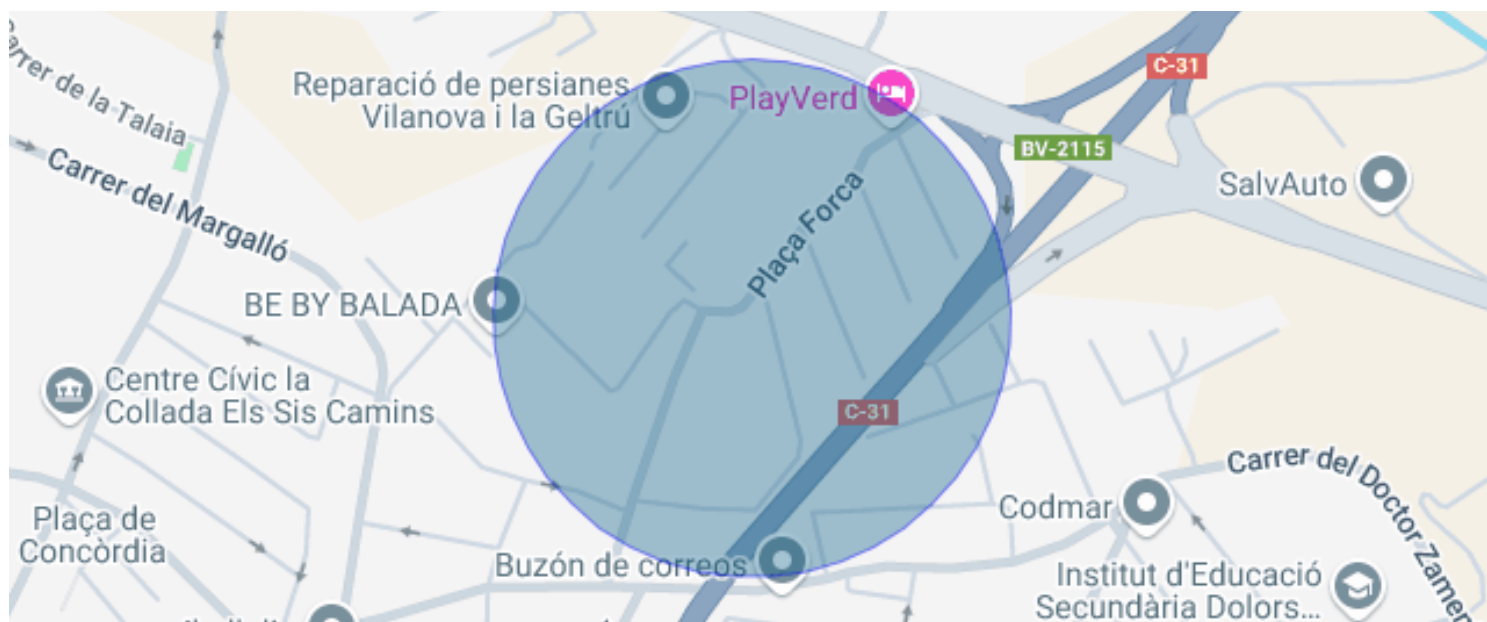 Carrer de la Talaia
Carrer del Margalló
Reparació de persianes
Vilanova i la Geltrú
PlayVerd
C-31
BV-2115
SalvAuto
Plaça Forca
BE BY BALADA
Centre Cívic la
Collada Els Sis Camins
C-31
Plaça de
Concòrdia
Buzón de correos
Codmar
Carrer del Doctor Zamen
Institut d'Educació
Secundària Dolors...